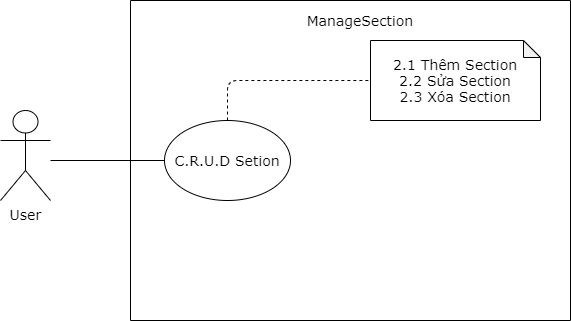 ManageSection
2.1 Thêm Section
2.2 Sửa Section
2.3 Xóa Section
C.R.U.D Setion
User